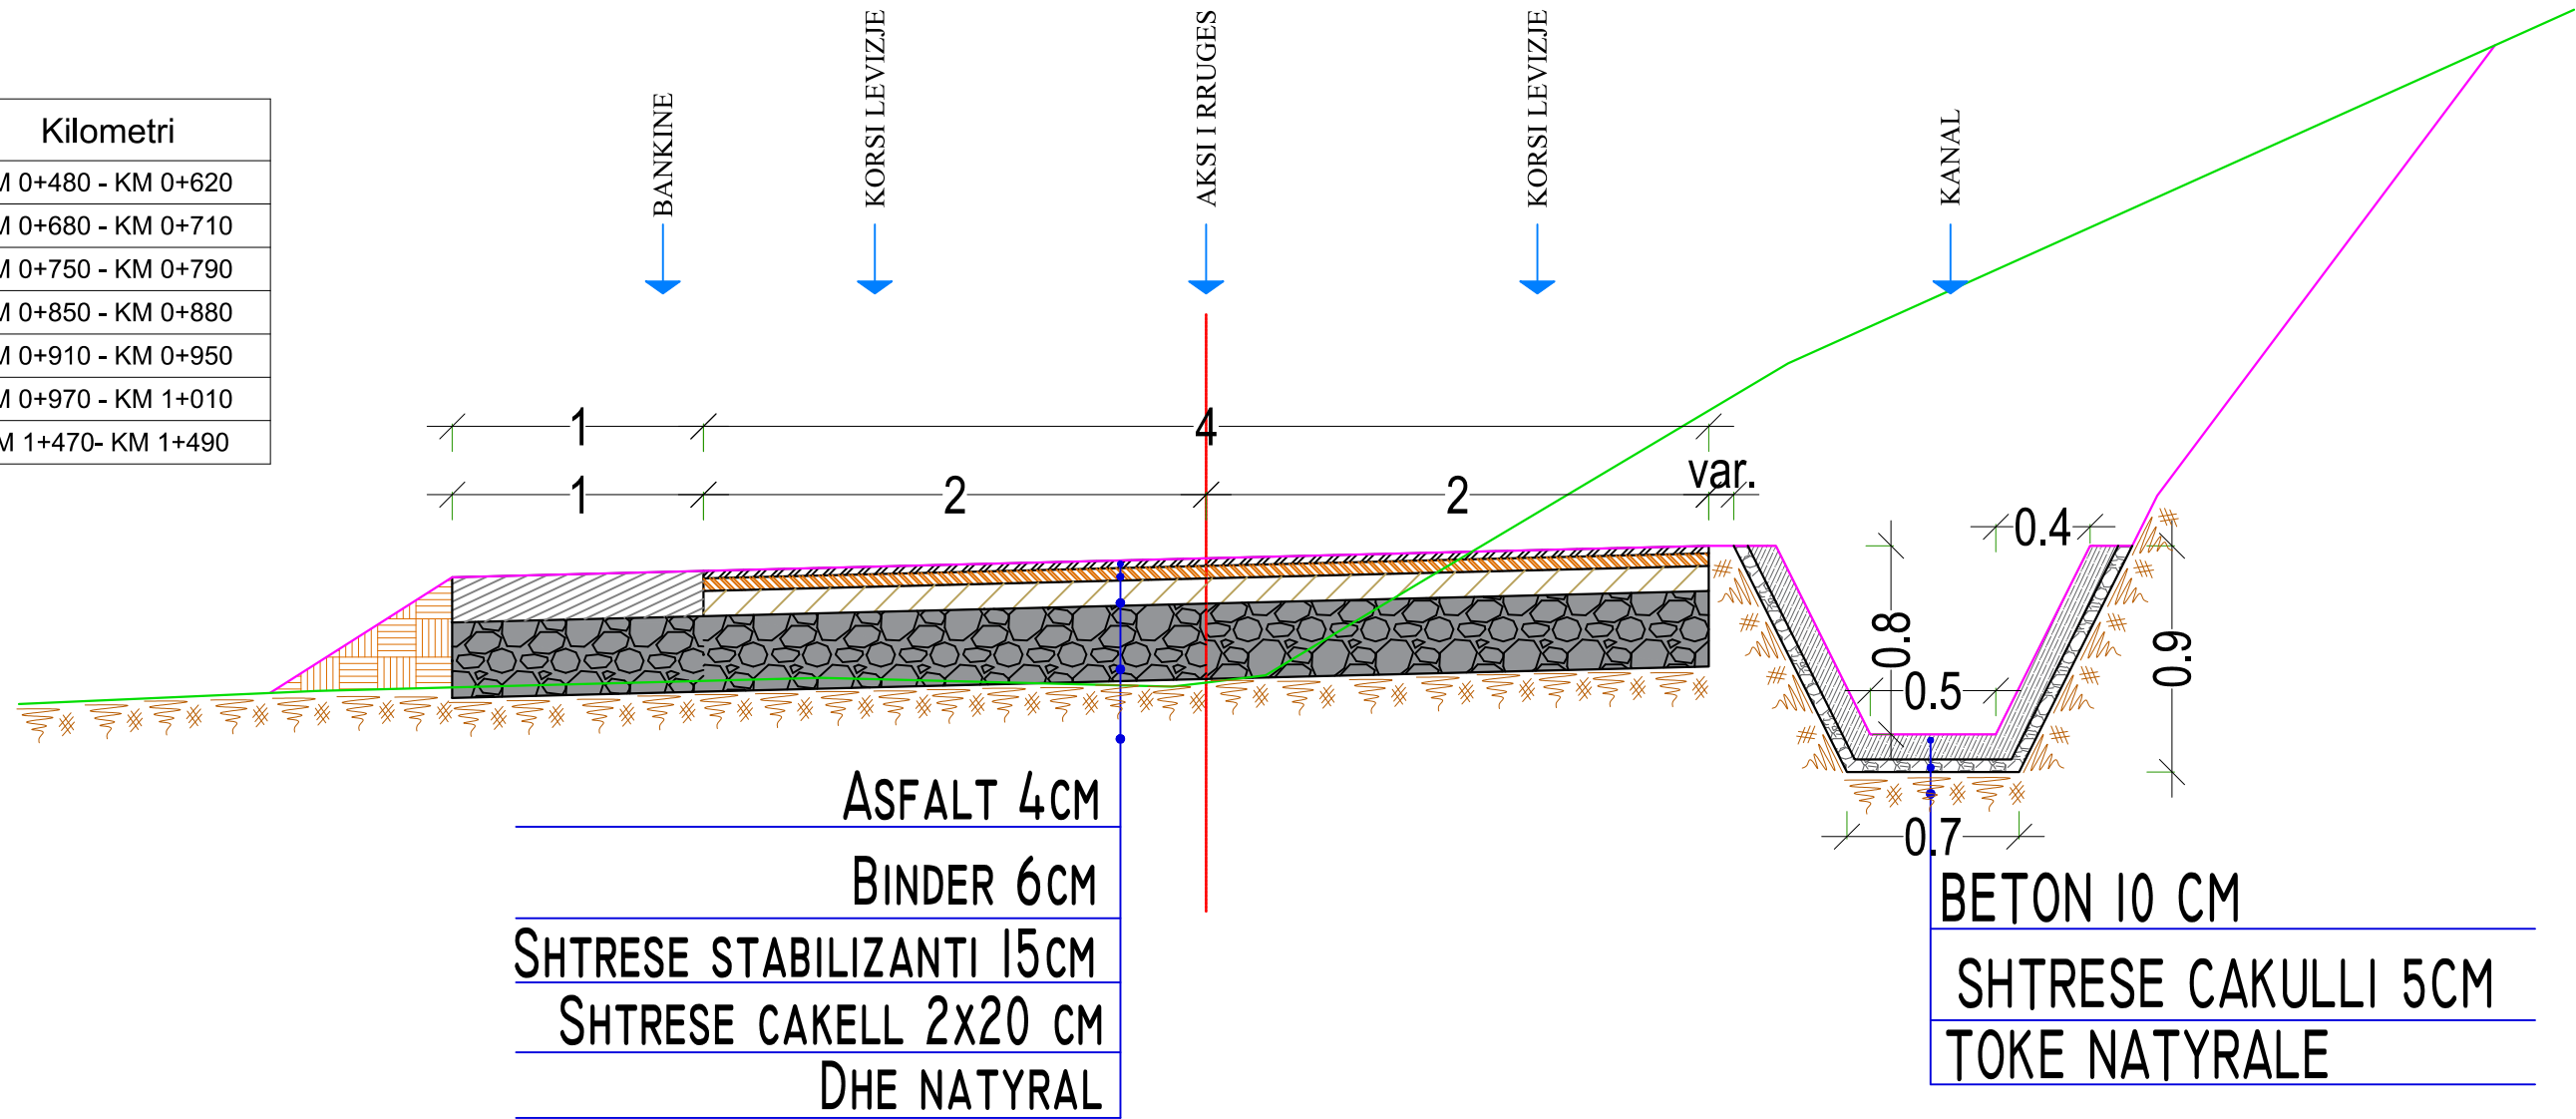 Kilometri
M 0+480 - KM 0+620
M 0+680 - KM 0+710
M 0+750 - KM 0+790
M 0+850 - KM 0+880
M 0+910 - KM 0+950
M 0+970 - KM 1+010
M 1+470- KM 1+490
BANKINE
KORSI LEVIZJE
AKSI I RRUGES
KORSI LEVIZJE
KANAL
1
4
1
2
2
var.
0.4
0.8
0.5
0.9
0.7
ASFALT 4CM
BINDER 6CM
SHTRESE STABILIZANTI 15CM
SHTRESE CAKELL 2X20 CM
DHE NATYRAL
BETON 10 CM
SHTRESE CAKULLI 5CM
TOKE NATYRALE